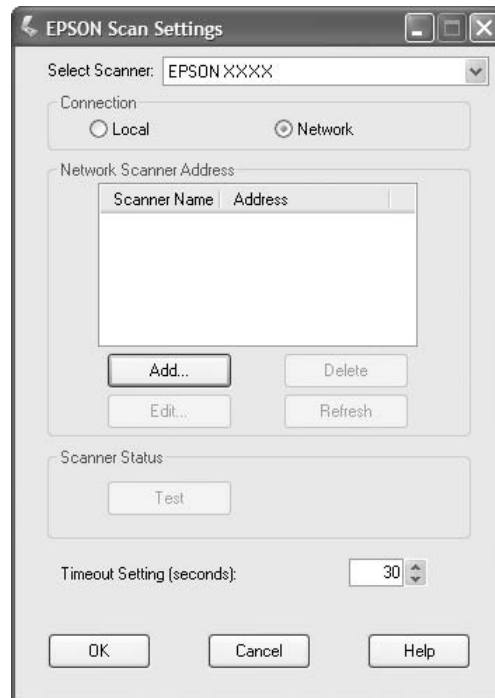 EPSON Scan Settings
Select Scanner: EPSON XXXX
Connection
Local Network
Network Scanner Address
Scanner Name Address
Add... Delete
Edit... Refresh
Scanner Status
Test
Timeout Setting (seconds): 30
OK Cancel Help